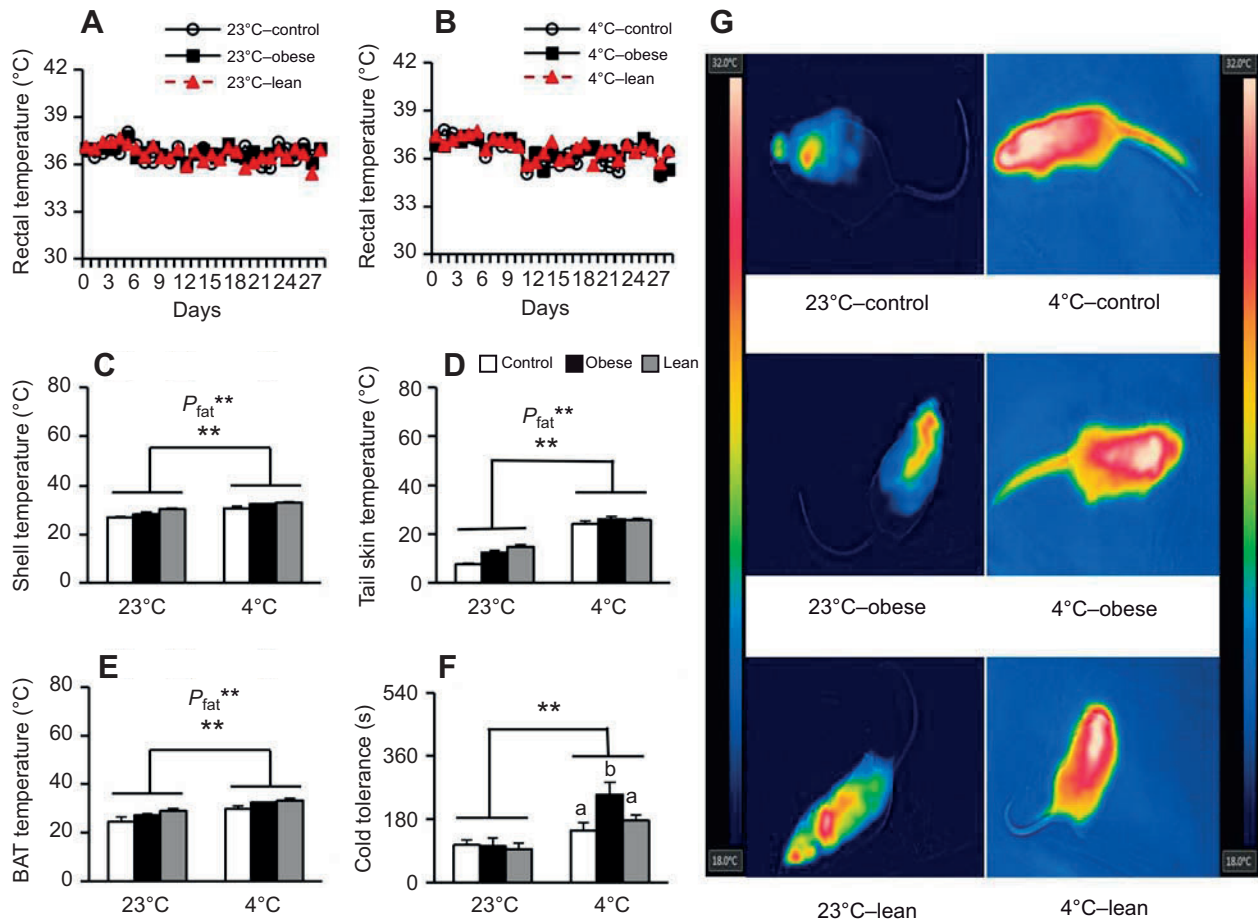 A
23°C–control
23°C–obese
23°C–lean
Rectal temperature (°C)
42
39
36
33
30
0 3 6 9 12 15 18 21 24 27
Days
B
4°C–control
4°C–obese
4°C–lean
Rectal temperature (°C)
42
39
36
33
30
0 3 6 9 12 15 18 21 24 27
Days
C
Shell temperature (°C)
80
60
40
20
0
Pfat**
**
23°C 4°C
D
Control Obese Lean
Tail skin temperature (°C)
80
60
40
20
0
Pfat**
**
23°C 4°C
E
BAT temperature (°C)
80
60
40
20
0
Pfat**
**
23°C 4°C
F
Cold tolerance (s)
540
360
180
0
**
a b a
23°C 4°C
G
32.0°C 32.0°C
23°C–control 4°C–control
23°C–obese 4°C–obese
18.0°C 18.0°C
23°C–lean 4°C–lean